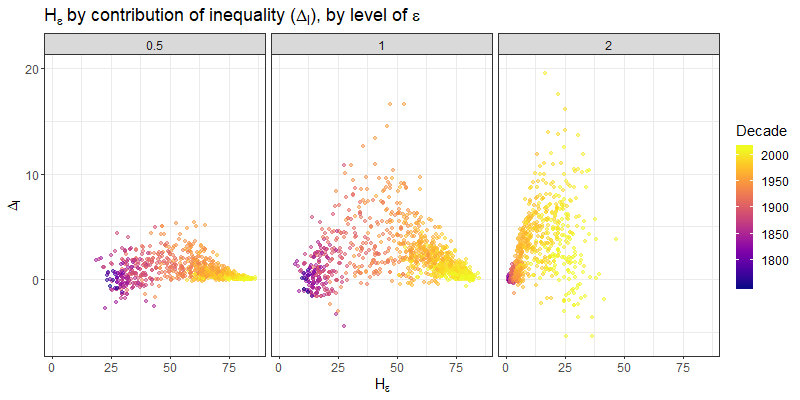 Hε by contribution of inequality (ΔI), by level of ε
0.5 1 2
20
10
0
ΔI
0 25 50 75 0 25 50 75 0 25 50 75
Hε
Decade
2000
1950
1900
1850
1800